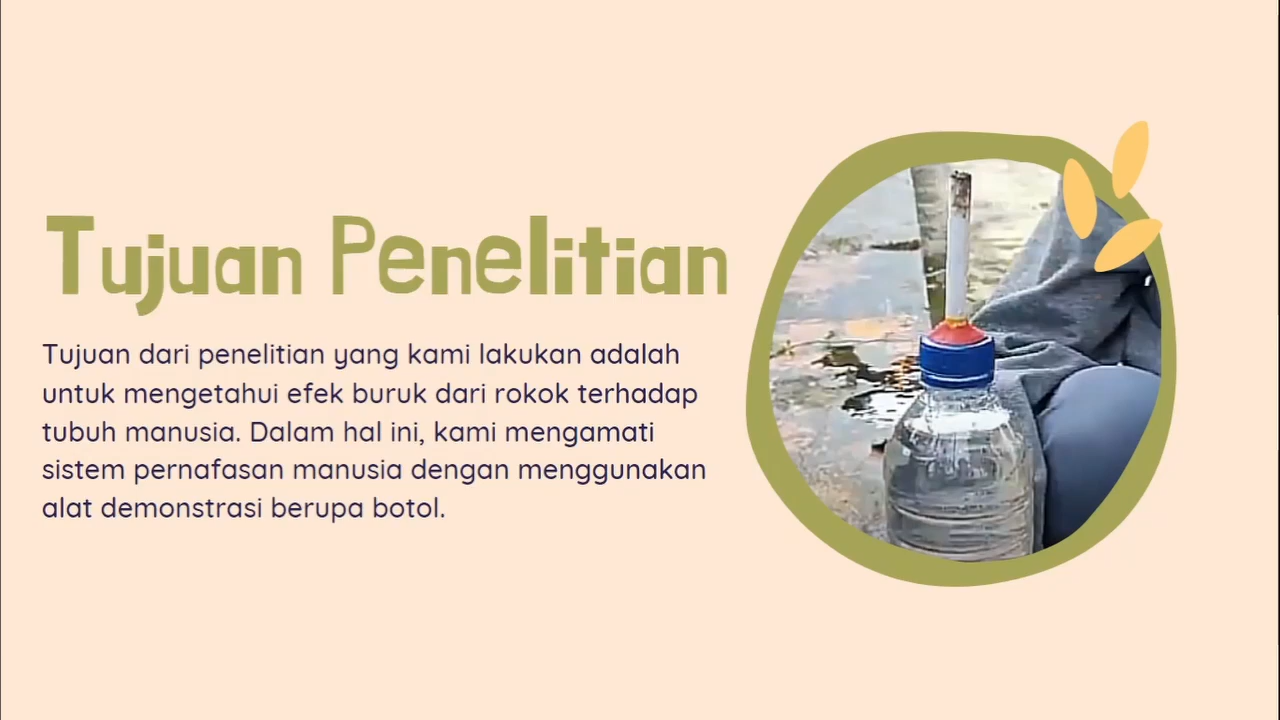 Tujuan Penelitian
Tujuan dari penelitian yang kami lakukan adalah
untuk mengetahui efek buruk dari rokok terhadap
tubuh manusia. Dalam hal ini, kami mengamati
sistem pernafasan manusia dengan menggunakan
alat demonstrasi berupa botol.